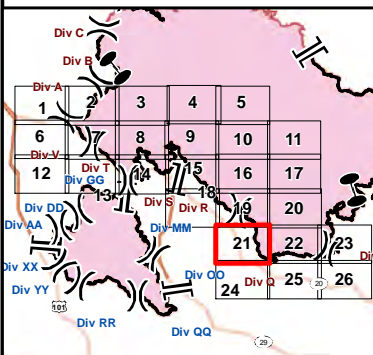 Div C
Div B
Div A
1 2 3 4 5
6 7 8 9 10 11
Div V
12 Div T 14 15 16 17
Div GG
13 18
Div DD Div S Div R 19 20
Div AA Div MM
21 22 23
Div XX Div OO Div Q 25 26
Div YY 24 20
101
Div RR
Div QQ
29